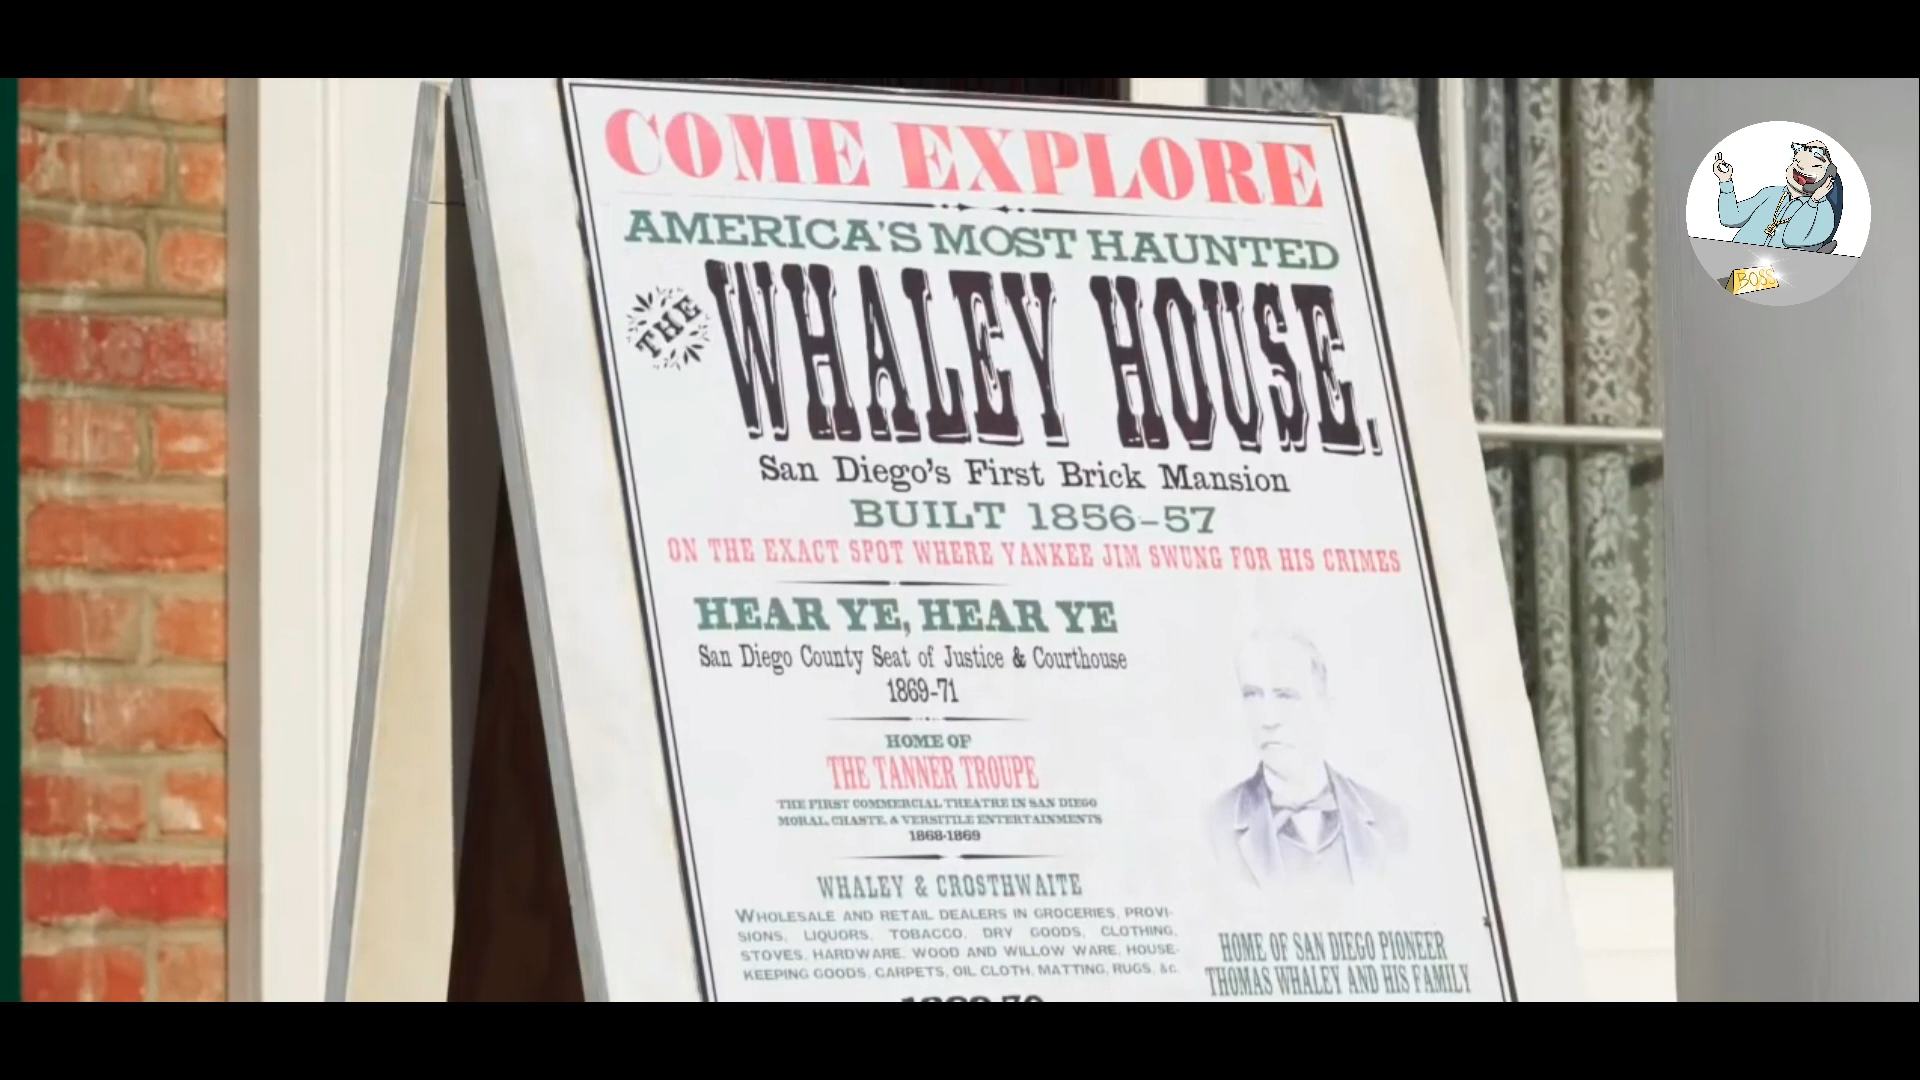 COME EXPLORE
AMERICA'S MOST HAUNTED
THE WHALEY HOUSE.
San Diego's First Brick Mansion
BUILT 1856-57
ON THE EXACT SPOT WHERE YANKEE JIM SWUNG FOR HIS CRIMES
HEAR YE, HEAR YE
San Diego County Seat of Justice & Courthouse
1869-71
HOME OF
THE TANNER TROUPE
THE FIRST COMMERCIAL THEATRE IN SAN DIEGO
MORAL, CHASTE, & VERSITILE ENTERTAINMENTS
1868-1869
WHALEY & CROSTHWAITE
WHOLESALE AND RETAIL DEALERS IN GROCERIES, PROVI-
SIONS, LIQUORS, TOBACCO, DRY GOODS, CLOTHING,
STOVES, HARDWARE, WOOD AND WILLOW WARE, HOUSE-
KEEPING GOODS, CARPETS, OIL CLOTH, MATTING, RUGS, &c.
HOME OF SAN DIEGO PIONEER
THOMAS WHALEY AND HIS FAMILY
BOSS